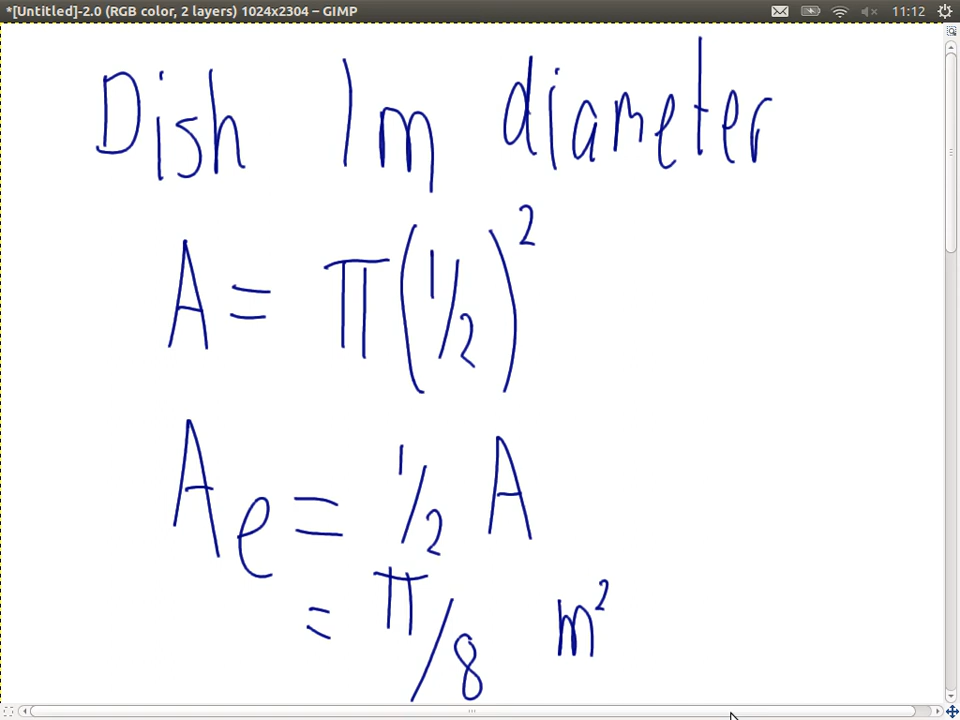 *[Untitled]-2.0 (RGB color, 2 layers) 1024x2304 – GIMP 11:12
Dish 1m diameter
A = π(1/2)²
Ae = 1/2 A
= π/8 m²